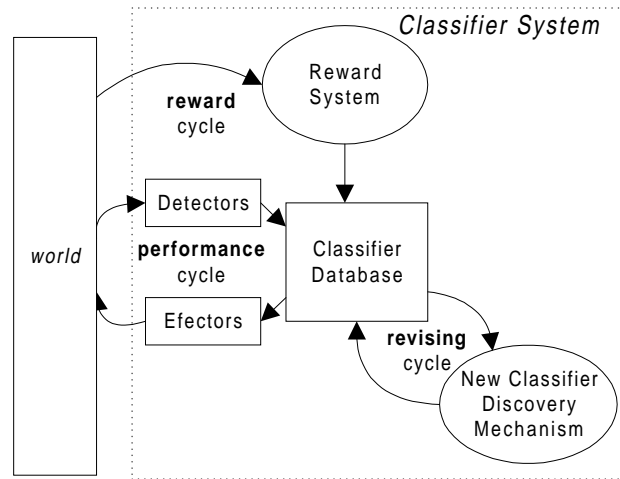 Classifier System
Reward
System
reward
cycle
Detectors
world
performance
cycle
Classifier
Database
Efectors
revising
cycle
New Classifier
Discovery
Mechanism